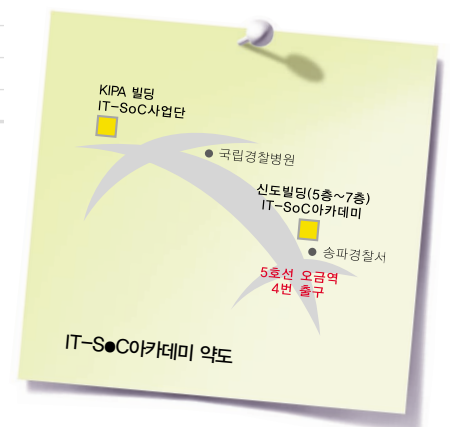 KIPA 빌딩
IT-SoC사업단
국립경찰병원
신도빌딩(5층~7층)
IT-SoC아카데미
송파경찰서
5호선 오금역
4번 출구
IT-S●C아카데미 약도